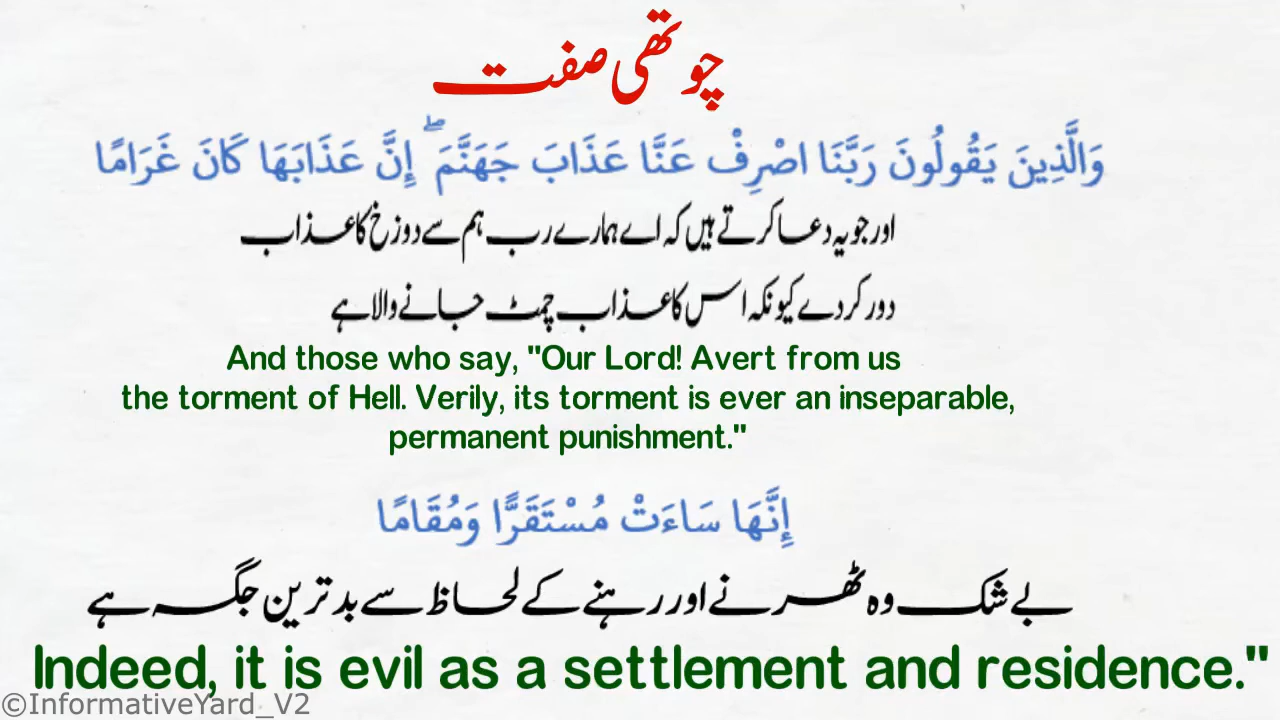 چوتھی صفت
وَالَّذِينَ يَقُولُونَ رَبَّنَا اصْرِفْ عَنَّا عَذَابَ جَهَنَّمَ ۖ إِنَّ عَذَابَهَا كَانَ غَرَامًا
اور جو یہ دعا کرتے ہیں کہ اے ہمارے رب ہم سے دوزخ کا عذاب
دور کر دے کیونکہ اس کا عذاب چمٹ جانے والا ہے
And those who say, "Our Lord! Avert from us
the torment of Hell. Verily, its torment is ever an inseparable,
permanent punishment."
إِنَّهَا سَاءَتْ مُسْتَقَرًّا وَمُقَامًا
بے شک وہ ٹھرنے اور رہنے کے لحاظ سے بدترین جگہ ہے
Indeed, it is evil as a settlement and residence."
©InformativeYard_V2